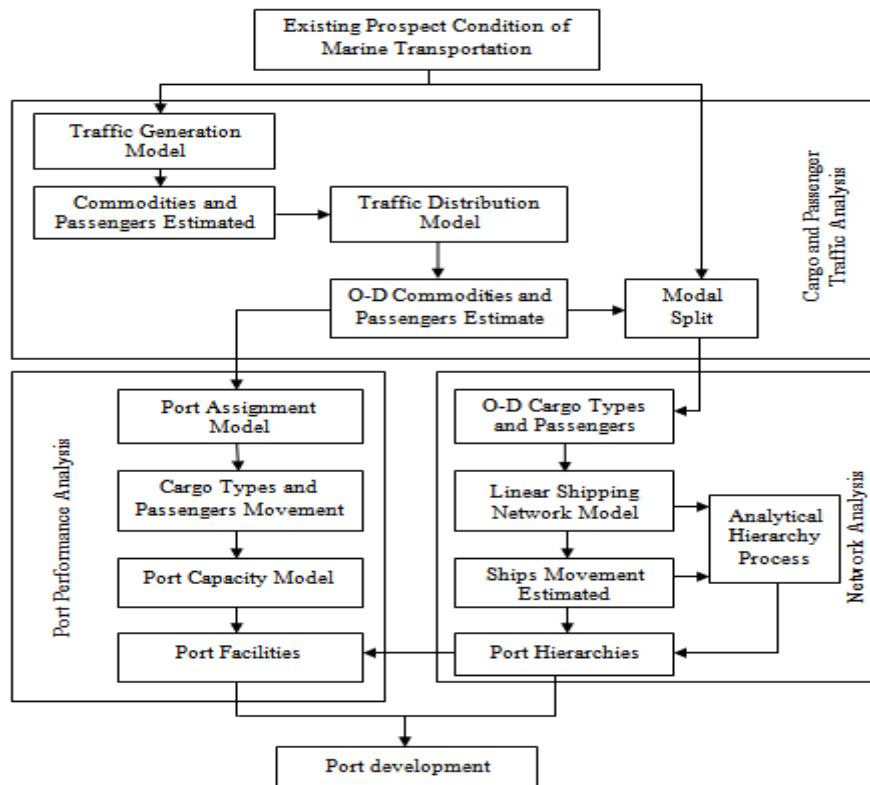 Existing Prospect Condition of
Marine Transportation
Traffic Generation
Model
Commodities and
Passengers Estimated
Traffic Distribution
Model
O-D Commodities and
Passengers Estimate
Modal
Split
Cargo and Passenger
Traffic Analysis
Port Assignment
Model
Cargo Types and
Passengers Movement
Port Capacity Model
Port Facilities
Port Performance Analysis
O-D Cargo Types
and Passengers
Linear Shipping
Network Model
Ships Movement
Estimated
Port Hierarchies
Analytical
Hierarchy
Process
Network Analysis
Port development